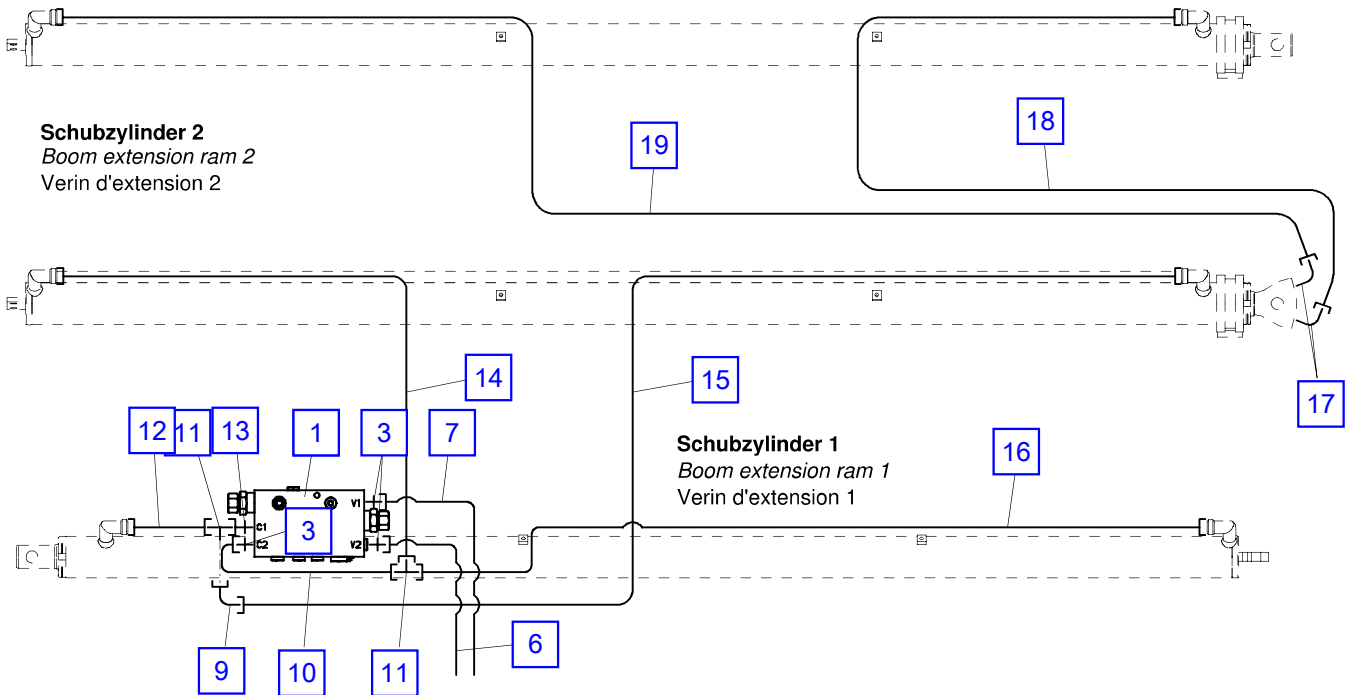 Schubzylinder 2
Boom extension ram 2
Verin d'extension 2
19
18
14
15
17
12
11
13
1
3
7
Schubzylinder 1
Boom extension ram 1
Verin d'extension 1
16
V1
C1
3
C2
V2
9
10
11
6